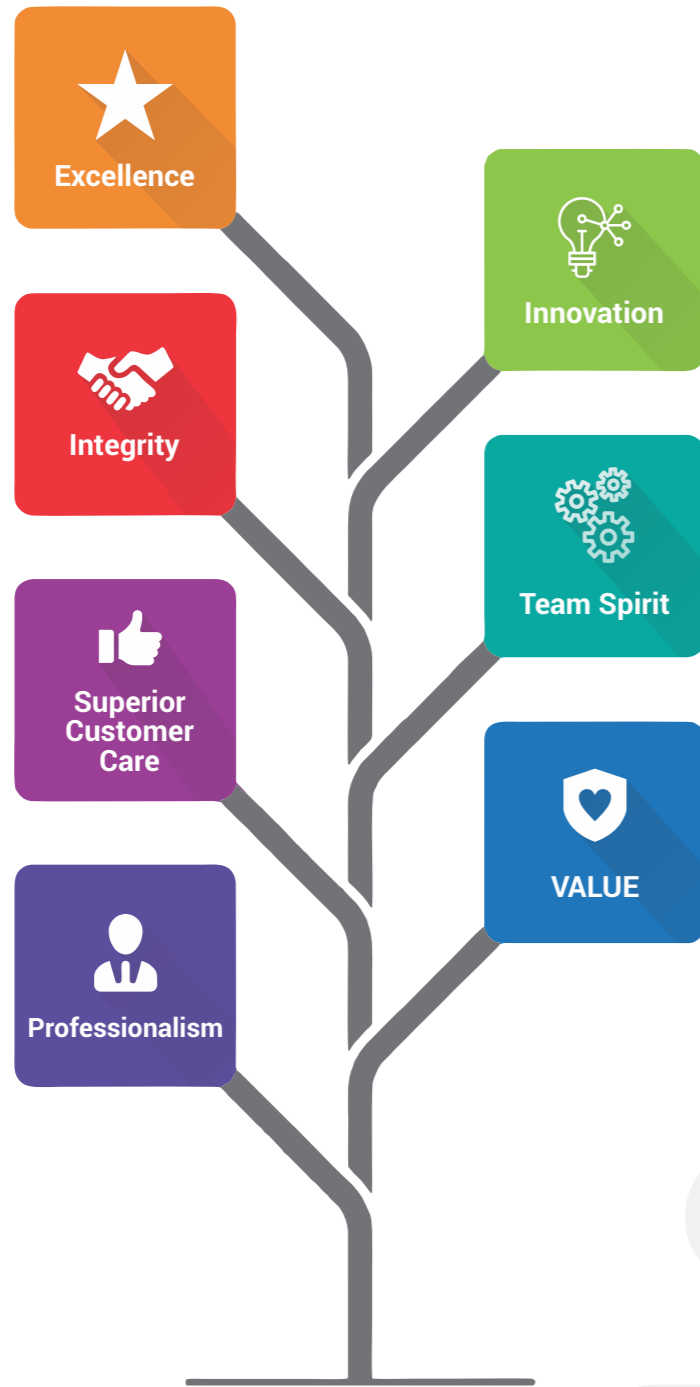 Excellence
Innovation
Integrity
Team Spirit
Superior
Customer
Care
VALUE
Professionalism